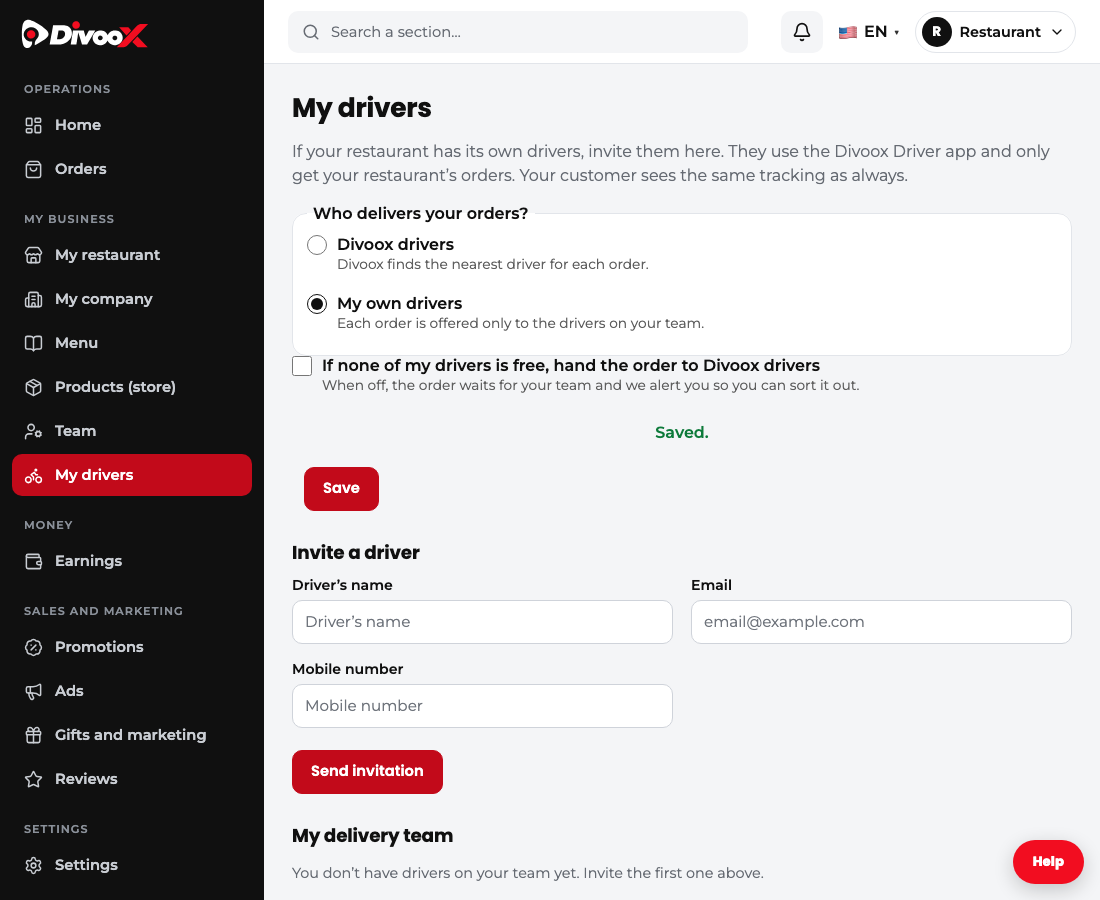 DivooX
Search a section...
EN
R
Restaurant
OPERATIONS
Home
Orders
MY BUSINESS
My restaurant
My company
Menu
Products (store)
Team
My drivers
MONEY
Earnings
SALES AND MARKETING
Promotions
Ads
Gifts and marketing
Reviews
SETTINGS
Settings
My drivers
If your restaurant has its own drivers, invite them here. They use the Divoox Driver app and only
get your restaurant’s orders. Your customer sees the same tracking as always.
Who delivers your orders?
Divoox drivers
Divoox finds the nearest driver for each order.
My own drivers
Each order is offered only to the drivers on your team.
If none of my drivers is free, hand the order to Divoox drivers
When off, the order waits for your team and we alert you so you can sort it out.
Saved.
Save
Invite a driver
Driver’s name
Driver’s name
Email
email@example.com
Mobile number
Mobile number
Send invitation
My delivery team
You don’t have drivers on your team yet. Invite the first one above.
Help